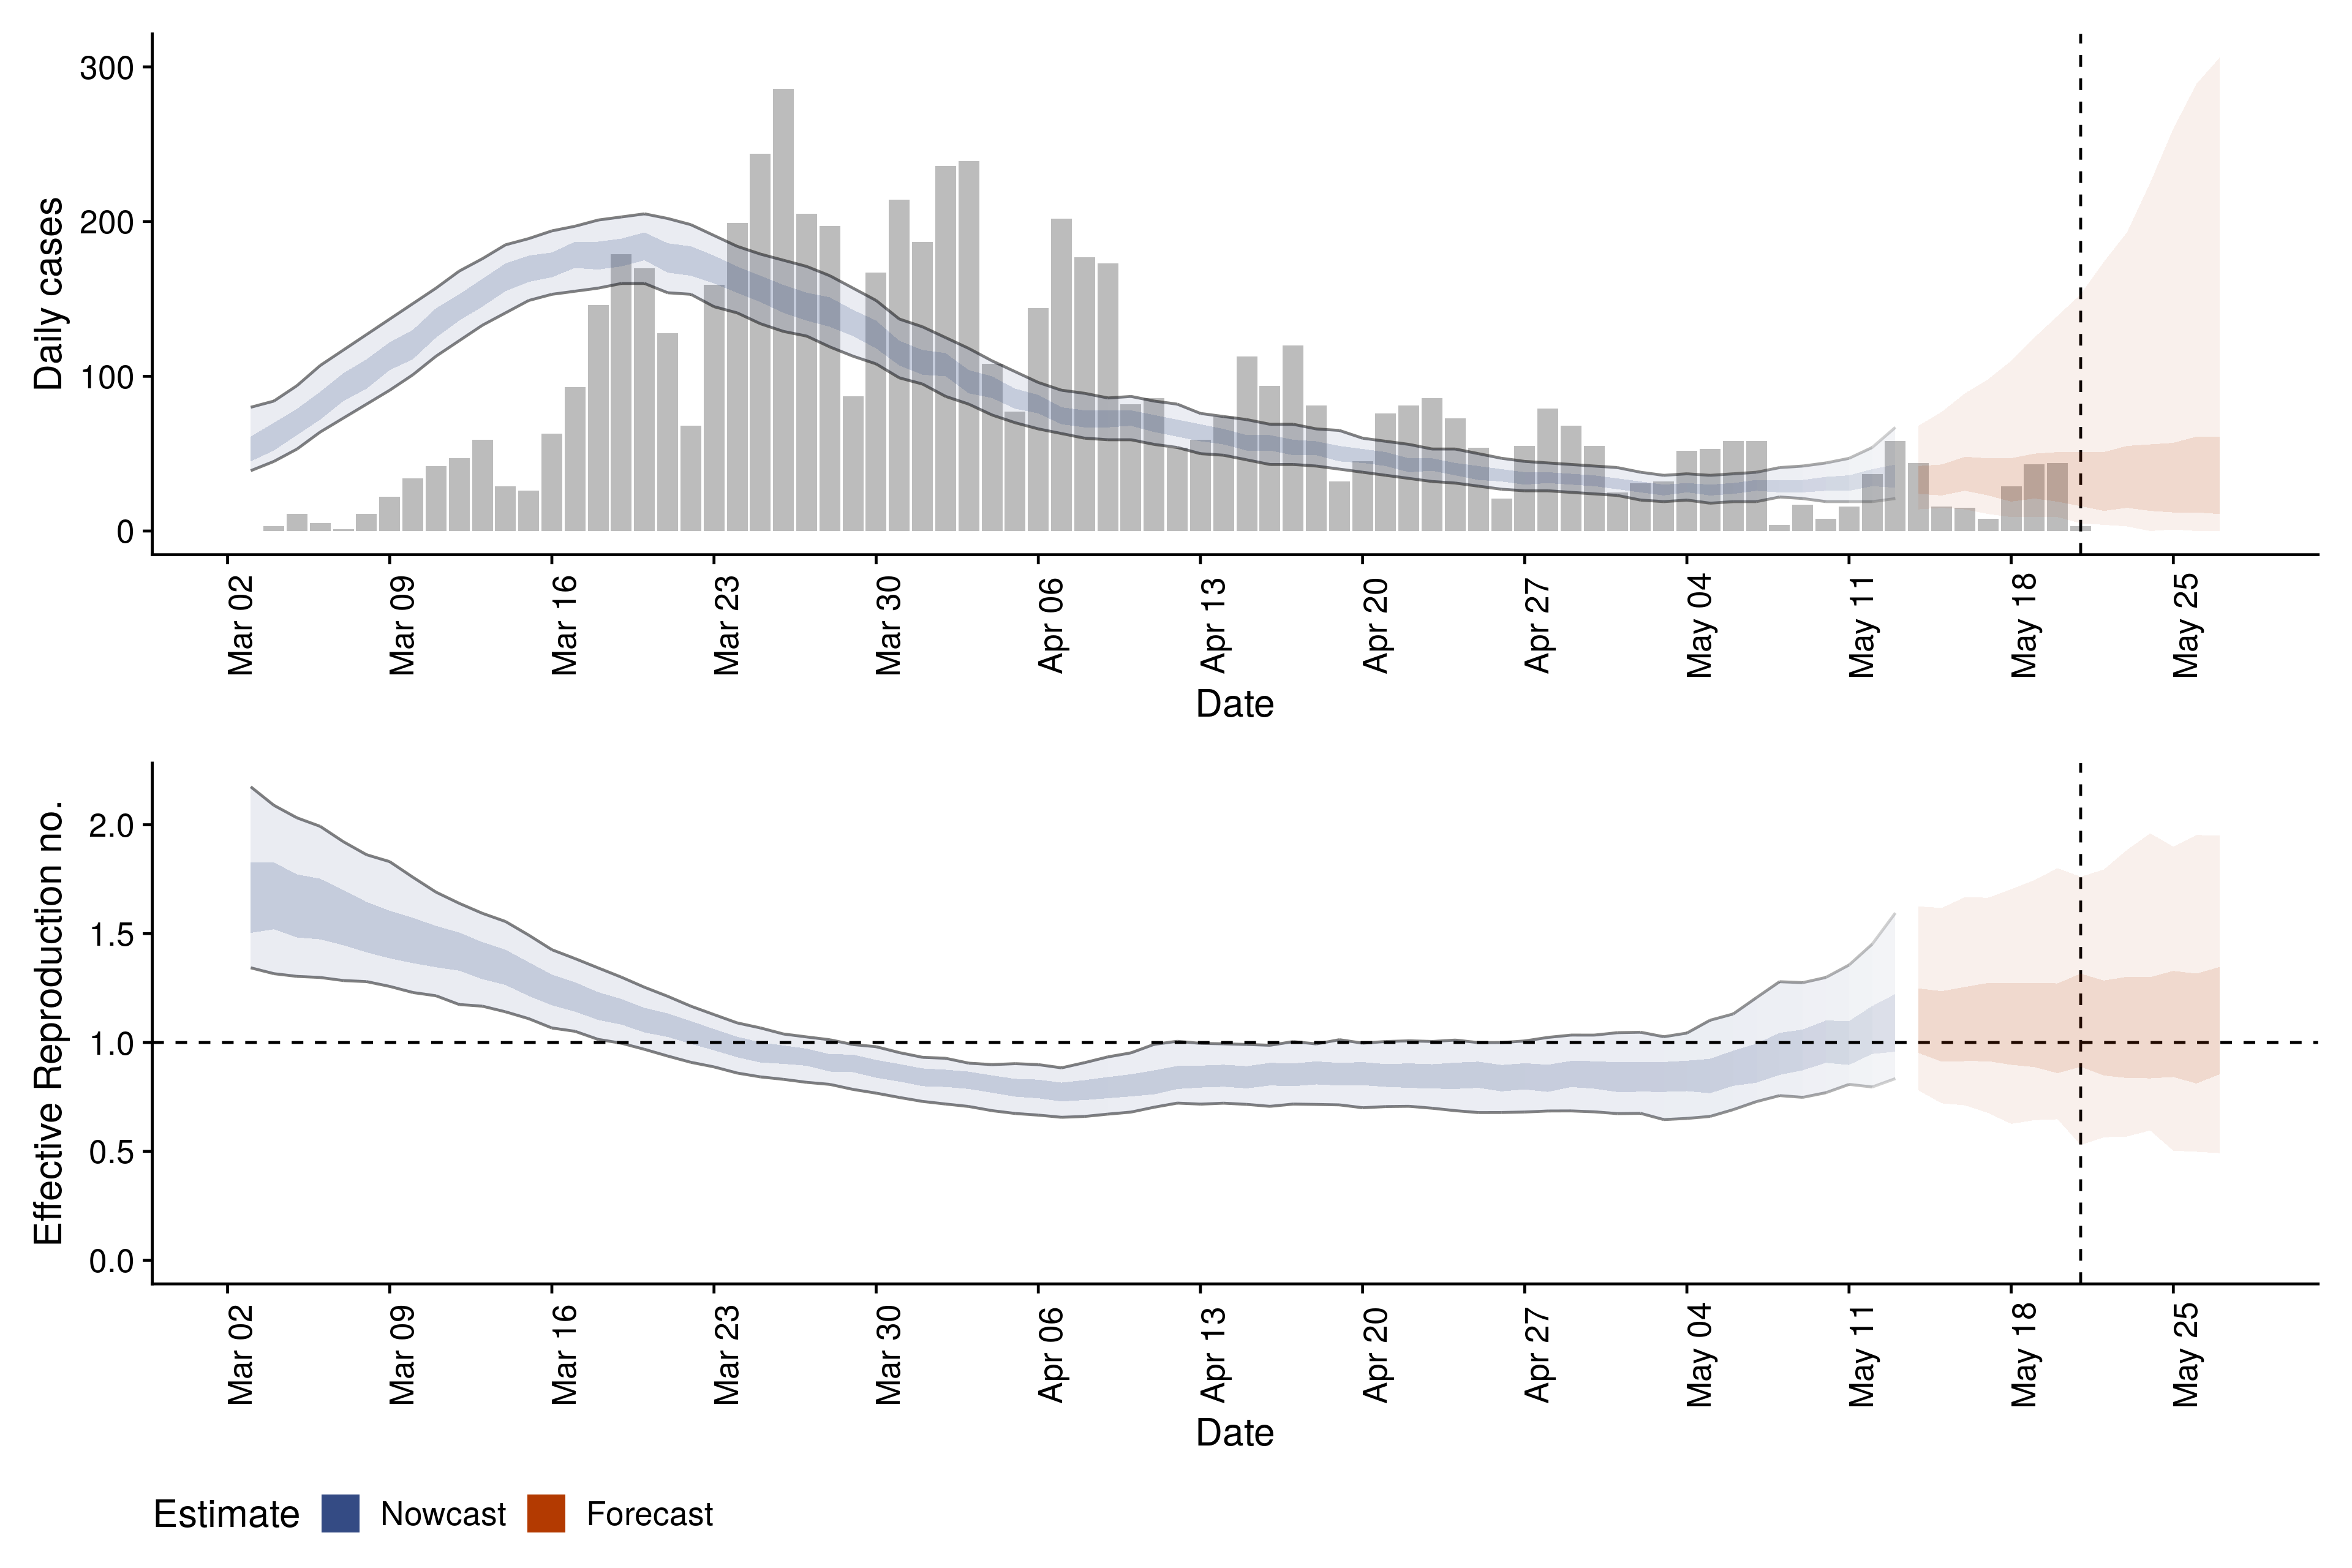 Daily cases
300
200
100
0
Mar 02
Mar 09
Mar 16
Mar 23
Mar 30
Apr 06
Apr 13
Apr 20
Apr 27
May 04
May 11
May 18
May 25
Date
Effective Reproduction no.
2.0
1.5
1.0
0.5
0.0
Mar 02
Mar 09
Mar 16
Mar 23
Mar 30
Apr 06
Apr 13
Apr 20
Apr 27
May 04
May 11
May 18
May 25
Date
Estimate Nowcast Forecast